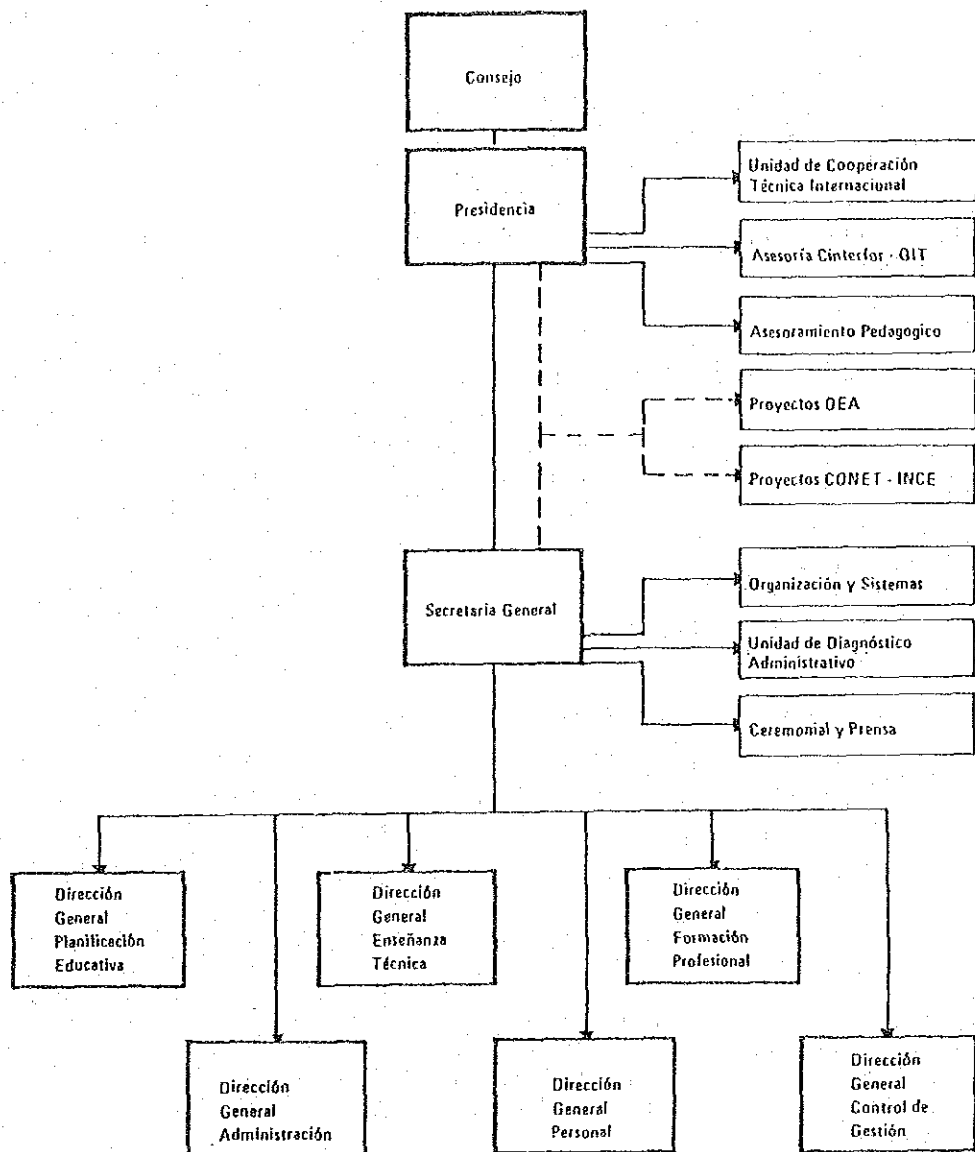 Consejo
Presidencia
Unidad de Cooperación
Técnica Internacional
Asesoría Cinterfor - OIT
Asesoramiento Pedagogico
Proyectos OEA
Proyectos CONET - INCE
Secretaria General
Organización y Sistemas
Unidad de Diagnóstico
Administrativo
Ceremonial y Prensa
Dirección
General
Planificación
Educativa
Dirección
General
Enseñanza
Técnica
Dirección
General
Formación
Profesional
Dirección
General
Administración
Dirección
General
Personal
Dirección
General
Control de
Gestión